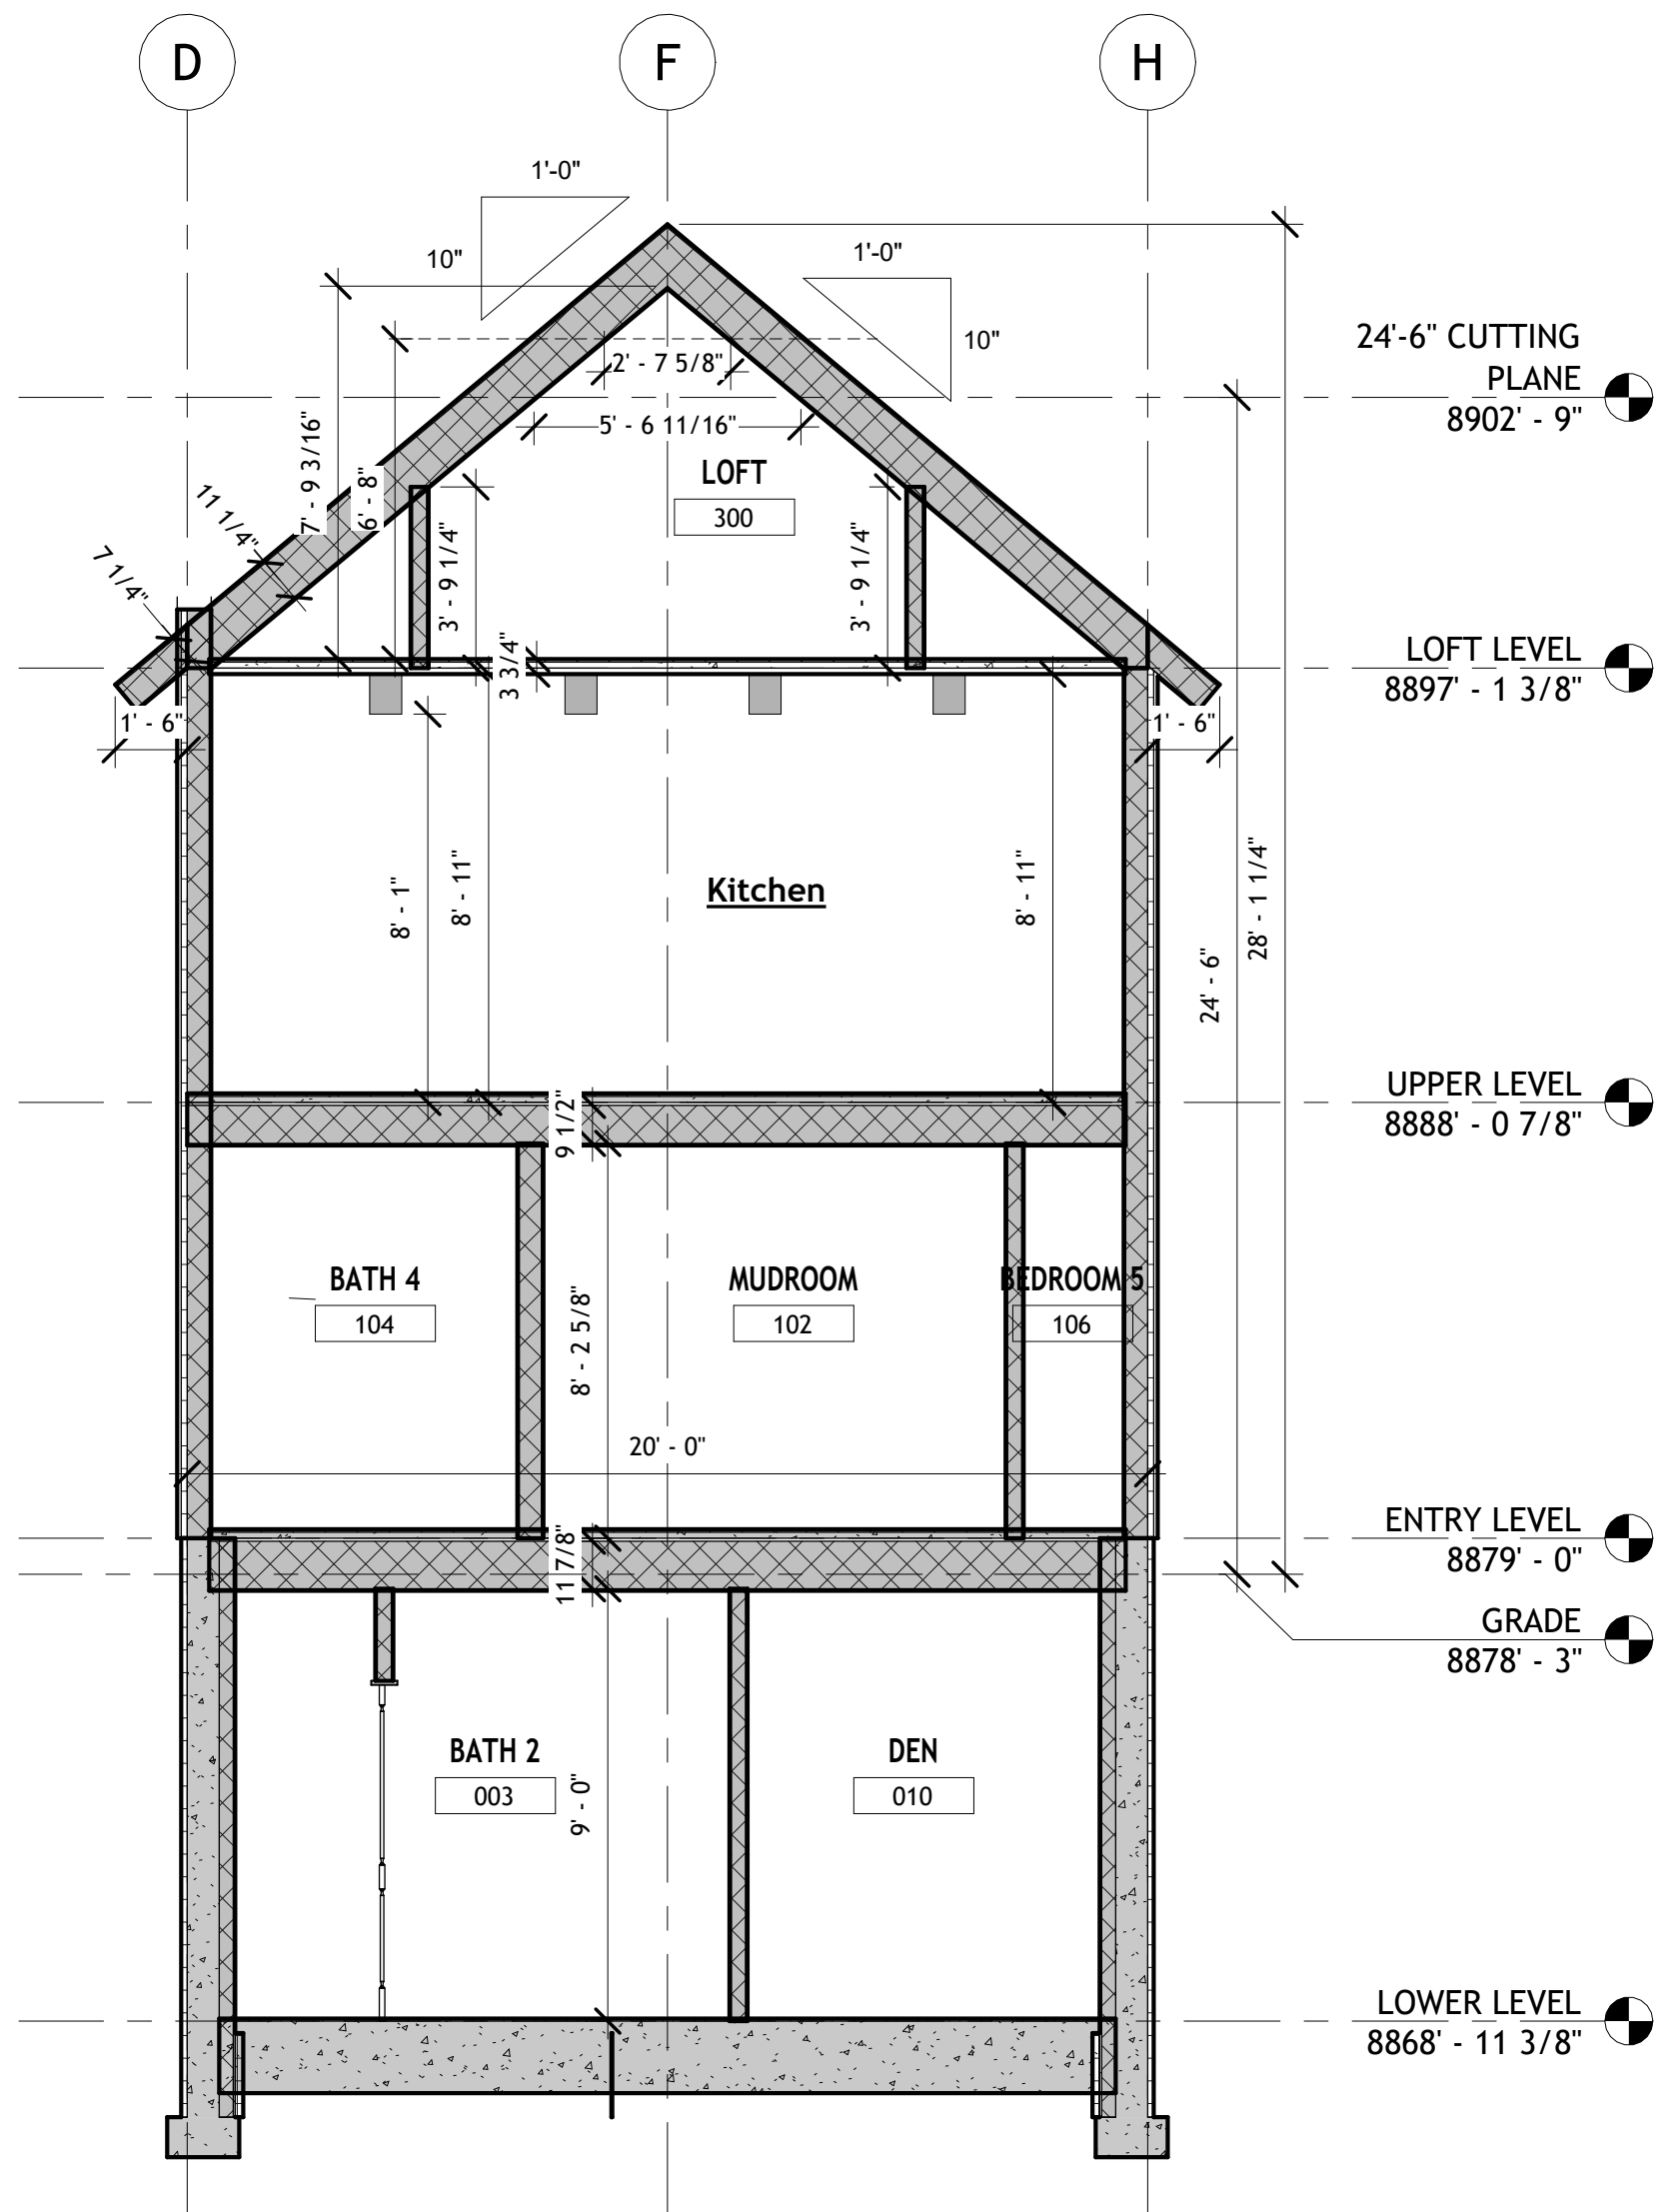 D
F
H
1'-0"
10"
1'-0"
10"
24'-6" CUTTING
PLANE
8902' - 9"
2' - 7 5/8"
5' - 6 11/16"
7' - 9 3/16"
6' - 8"
11 1/4"
7 1/4"
LOFT
300
3' - 9 1/4"
3' - 9 1/4"
3 3/4"
LOFT LEVEL
8897' - 1 3/8"
1' - 6"
1' - 6"
8' - 1"
8' - 11"
Kitchen
8' - 11"
24' - 6"
28' - 1 1/4"
UPPER LEVEL
8888' - 0 7/8"
9 1/2"
BATH 4
104
MUDROOM
102
BEDROOM 5
106
8' - 2 5/8"
20' - 0"
ENTRY LEVEL
8879' - 0"
11 7/8"
GRADE
8878' - 3"
BATH 2
003
DEN
010
9' - 0"
LOWER LEVEL
8868' - 11 3/8"